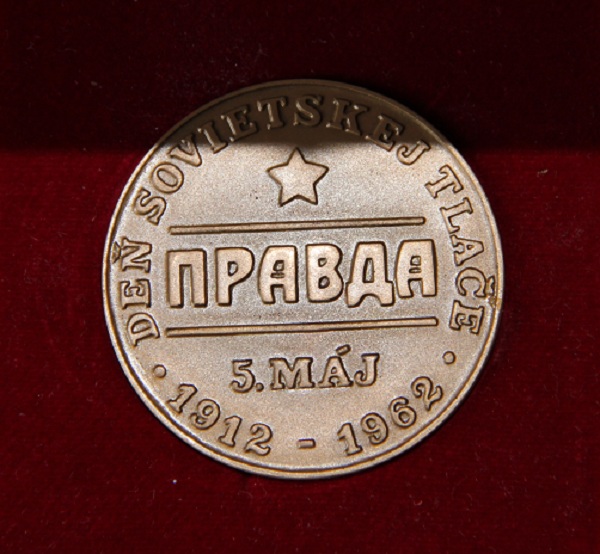 DEŇ SOVIETSKEJ TLAČE
ПРАВДА
5. MÁJ
· 1912 - 1962 ·